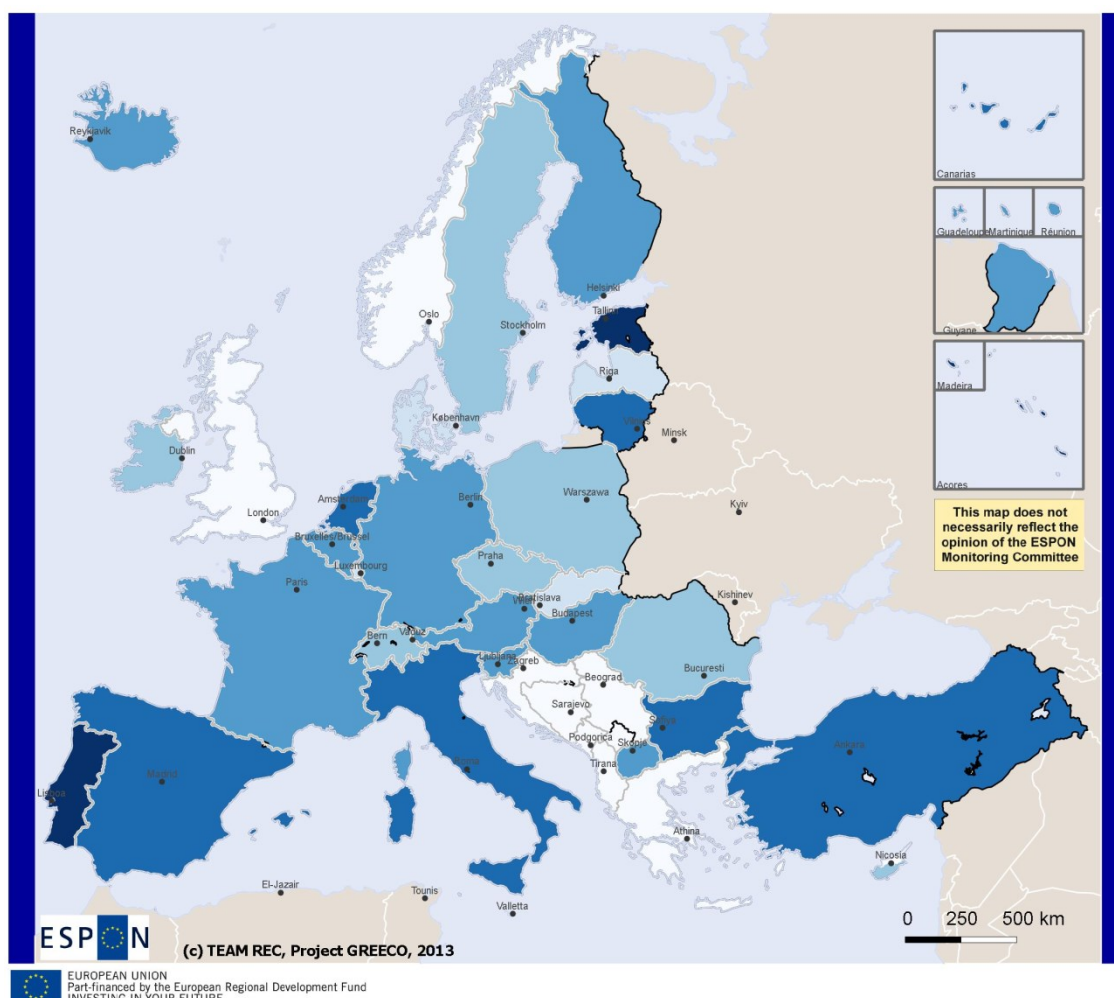 Reykjavik
Canarias
Guadeloupe
Martinique
Réunion
Guyane
Madeira
Acores
This map does not
necessarily reflect the
opinion of the ESPON
Monitoring Committee
Oslo
Helsinki
Tallinn
Stockholm
Riga
København
Vilnius
Minsk
Dublin
London
Amsterdam
Berlin
Warszawa
Kyiv
Bruxelles/Brussel
Luxembourg
Praha
Paris
Wien
Bratislava
Budapest
Kishinev
Bern
Vaduz
Ljubljana
Zagreb
Beograd
Bucuresti
Sarajevo
Sofiya
Podgorica
Skopje
Tirana
Roma
Madrid
Lisboa
Ankara
Athina
Nicosia
El-Jazair
Tounis
Valletta
0 250 500 km
ESPON
(c) TEAM REC, Project GREECO, 2013
EUROPEAN UNION
Part-financed by the European Regional Development Fund
INVESTING IN YOUR FUTURE